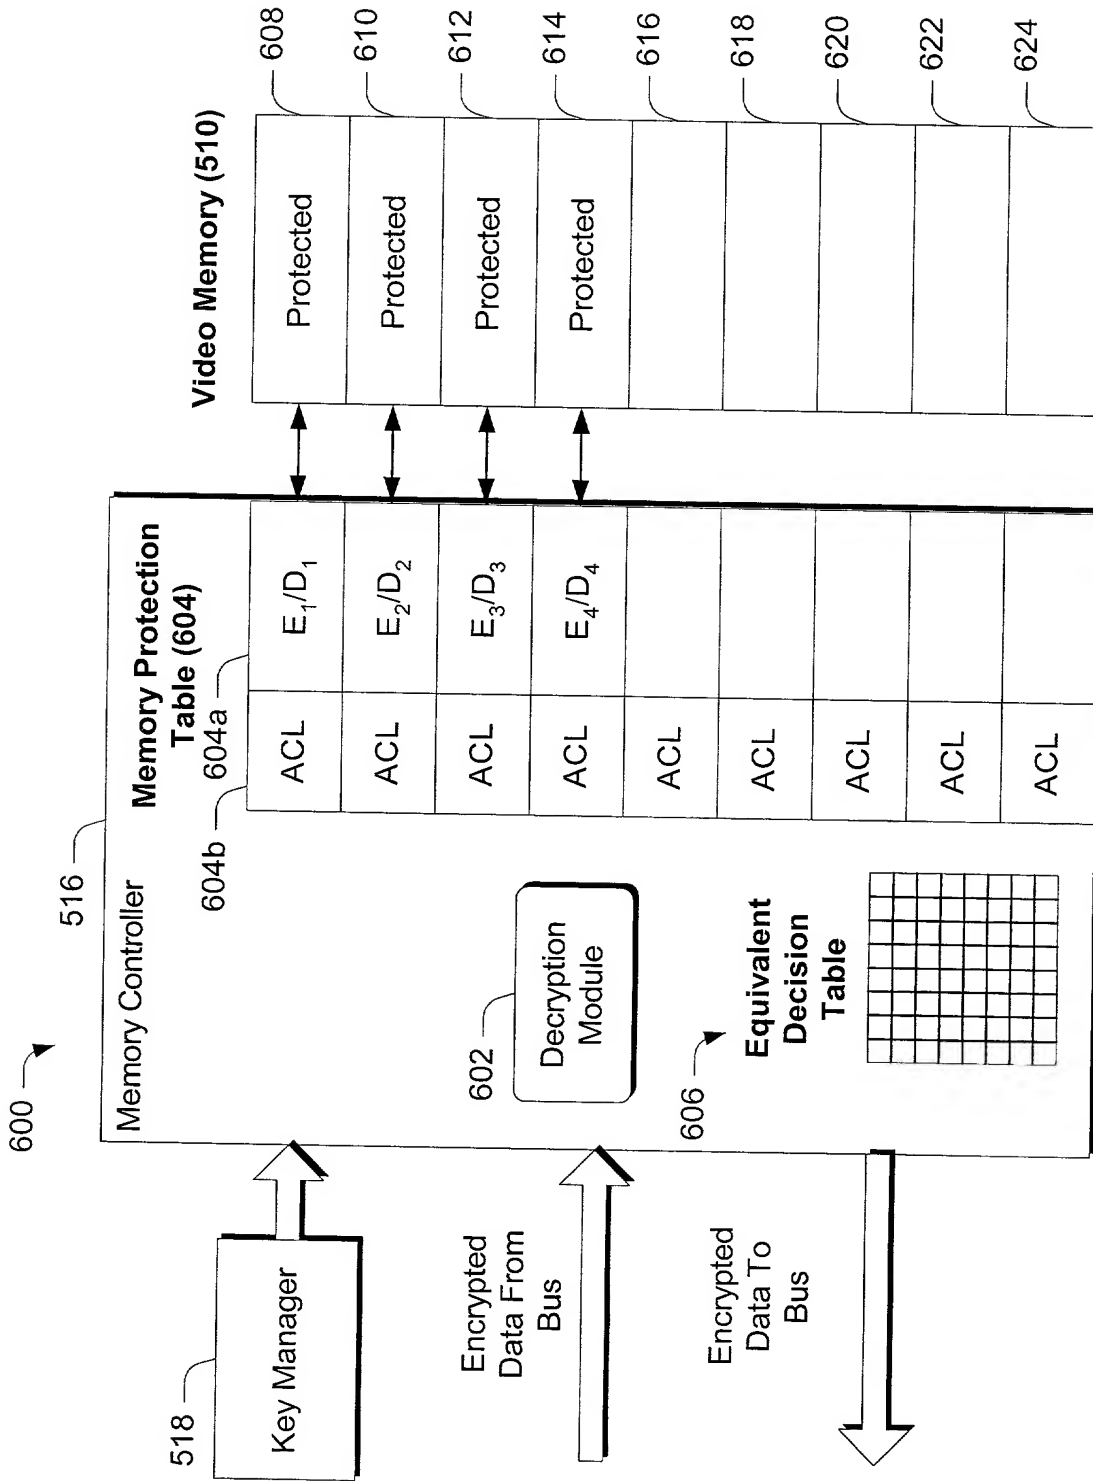 600
516
Memory Controller
Memory Protection
Table (604)
604a
604b
Video Memory (510)
518
Key Manager
Encrypted
Data From
Bus
Encrypted
Data To
Bus
602
Decryption
Module
606
Equivalent
Decision
Table
ACL E₁/D₁ Protected 608
ACL E₂/D₂ Protected 610
ACL E₃/D₃ Protected 612
ACL E₄/D₄ Protected 614
ACL 616
ACL 618
ACL 620
ACL 622
ACL 624